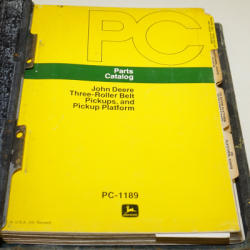 PC
Parts
Catalog
John Deere
Three-Roller Belt
Pickups, and
Pickup Platform
PC-1189